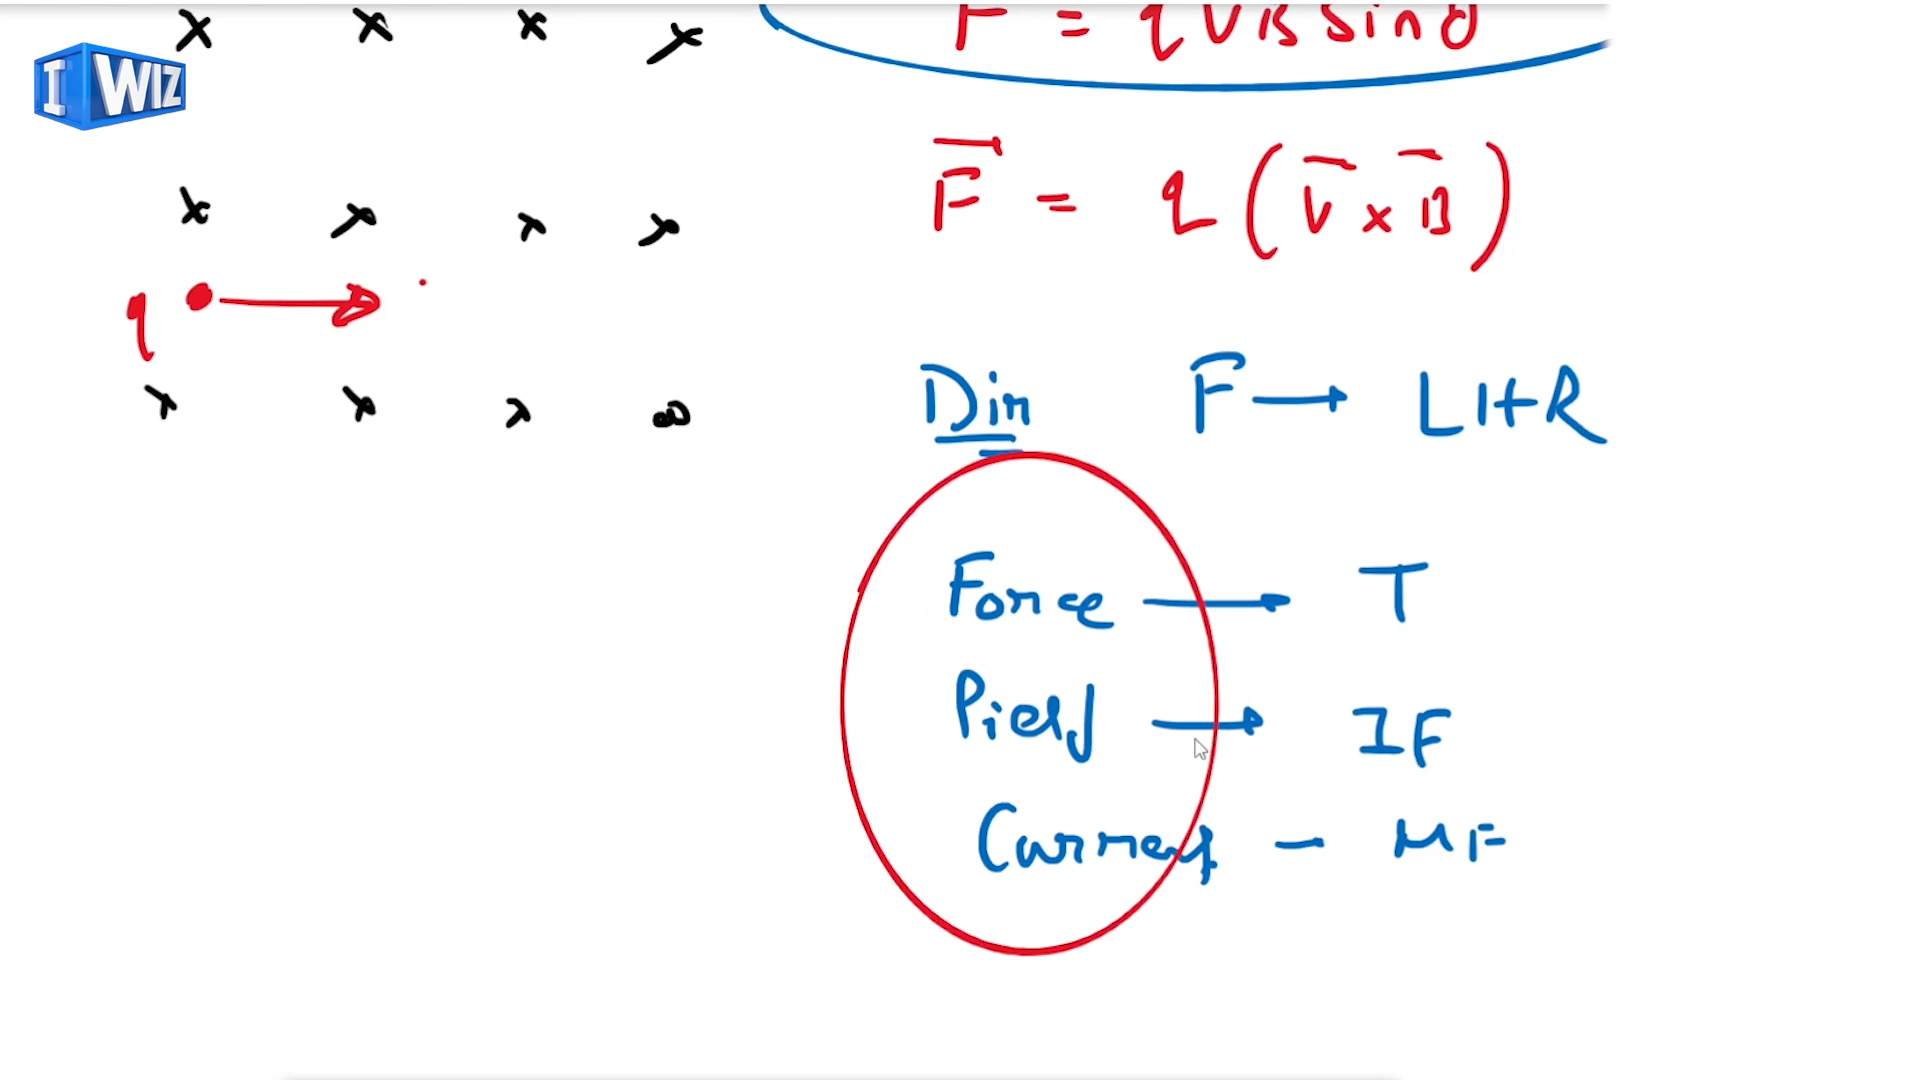 I WIZ
F = qVB Sinθ
F = q (V × B)
q
Dir F → LHR
Force → T
Field → IF
Current - MF